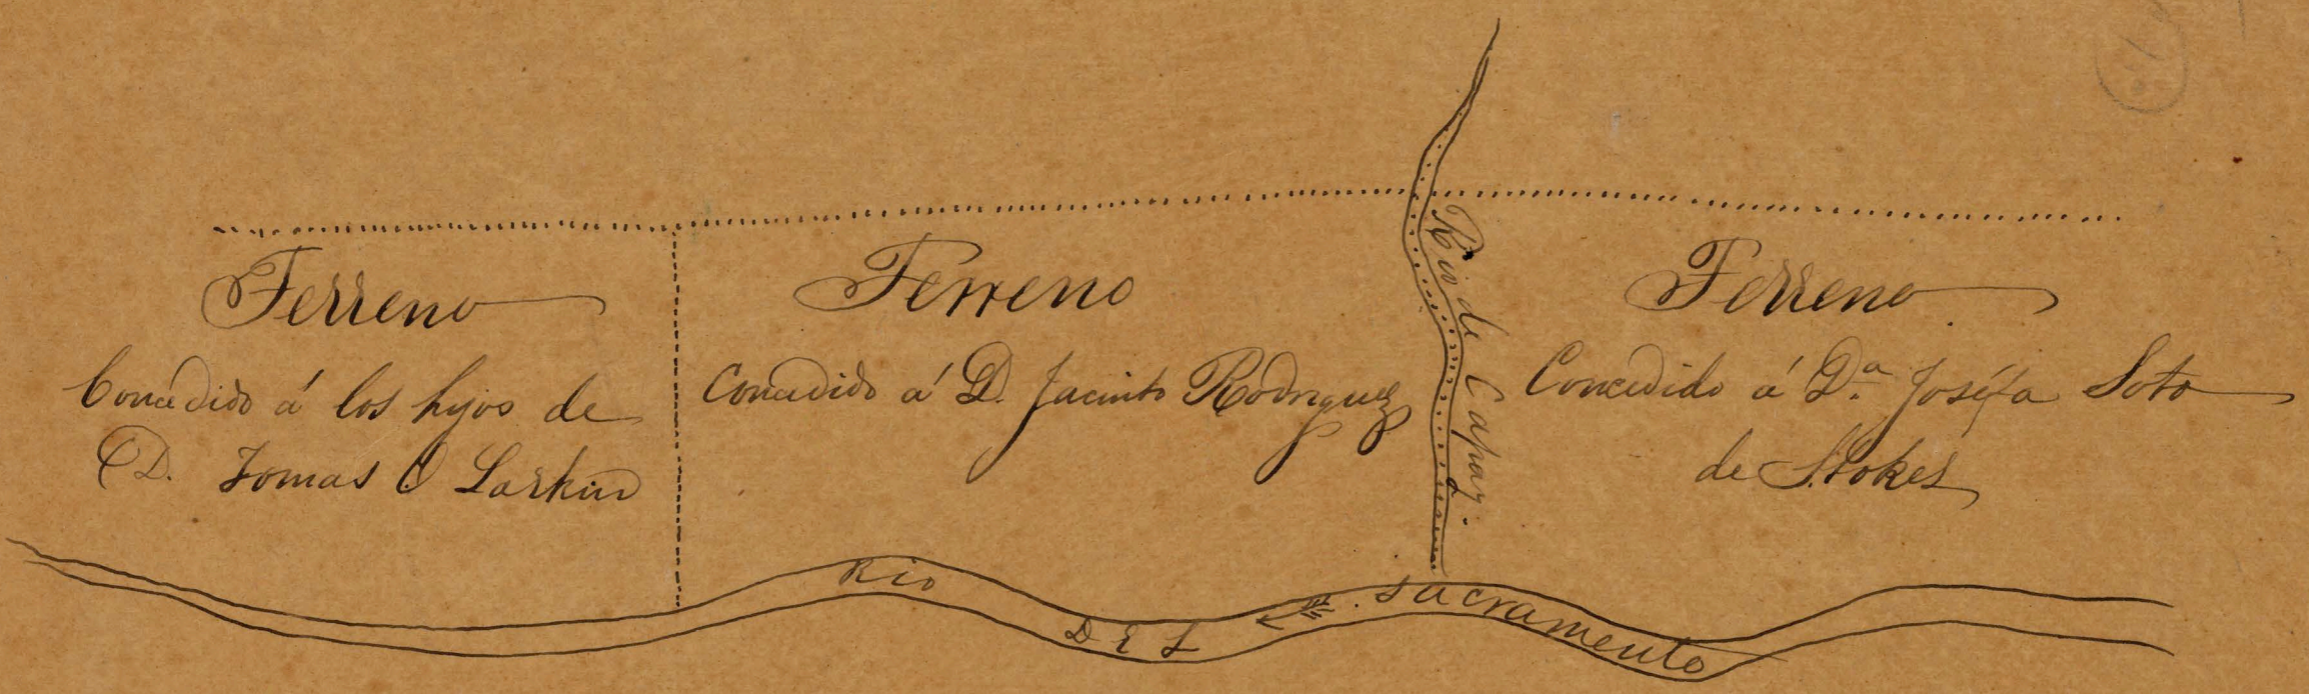 Terreno
Concedido á los hijos de
D. Tomas O Larkin
Terreno
Concedido á D. Jacinto Rodriguez
Rio de Capay.
Terreno
Concedido á Da. Joséfa Soto
de Stokes
Rio DEL Sacramento